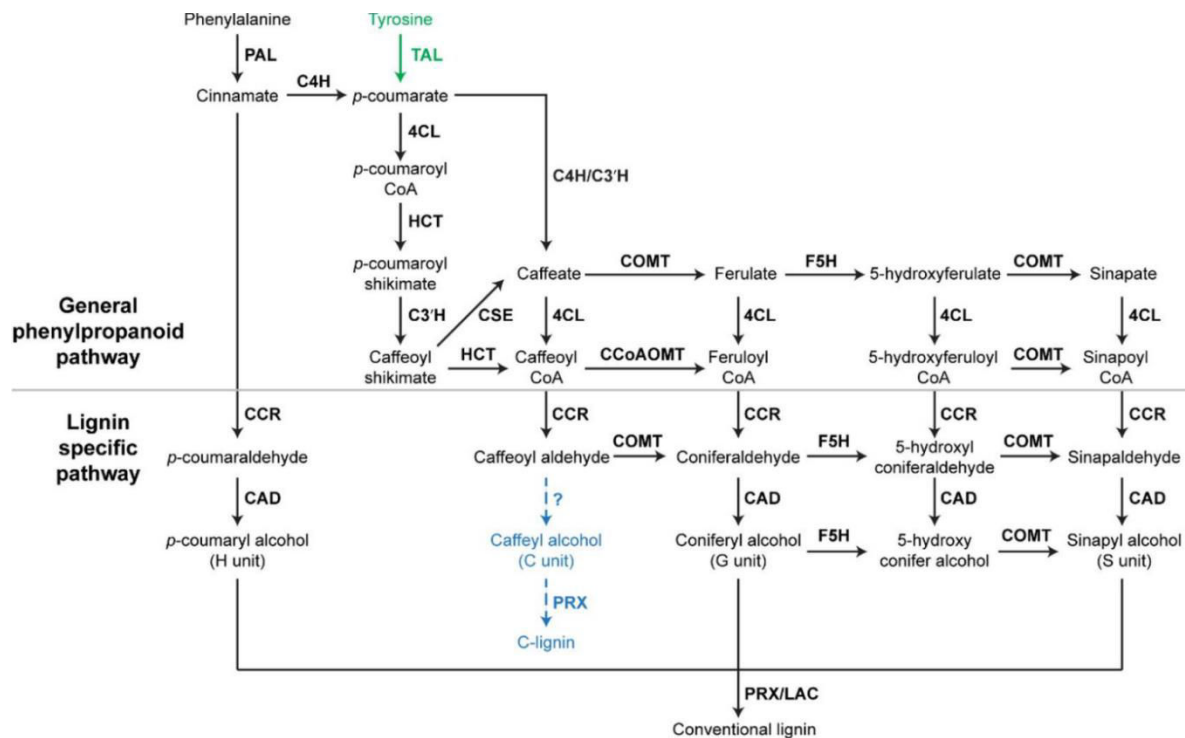 Phenylalanine
Tyrosine
PAL
TAL
Cinnamate
C4H
p-coumarate
4CL
p-coumaroyl
CoA
C4H/C3′H
HCT
p-coumaroyl
shikimate
Caffeate
COMT
Ferulate
F5H
5-hydroxyferulate
COMT
Sinapate
General
phenylpropanoid
pathway
C3′H
CSE
4CL
4CL
4CL
4CL
Caffeoyl
shikimate
HCT
Caffeoyl
CoA
CCoAOMT
Feruloyl
CoA
5-hydroxyferuloyl
CoA
COMT
Sinapoyl
CoA
Lignin
specific
pathway
CCR
CCR
CCR
CCR
CCR
p-coumaraldehyde
Caffeoyl aldehyde
COMT
Coniferaldehyde
F5H
5-hydroxyl
coniferaldehyde
COMT
Sinapaldehyde
CAD
?
CAD
CAD
CAD
p-coumaryl alcohol
(H unit)
Caffeyl alcohol
(C unit)
Coniferyl alcohol
(G unit)
F5H
5-hydroxy
conifer alcohol
COMT
Sinapyl alcohol
(S unit)
PRX
C-lignin
PRX/LAC
Conventional lignin